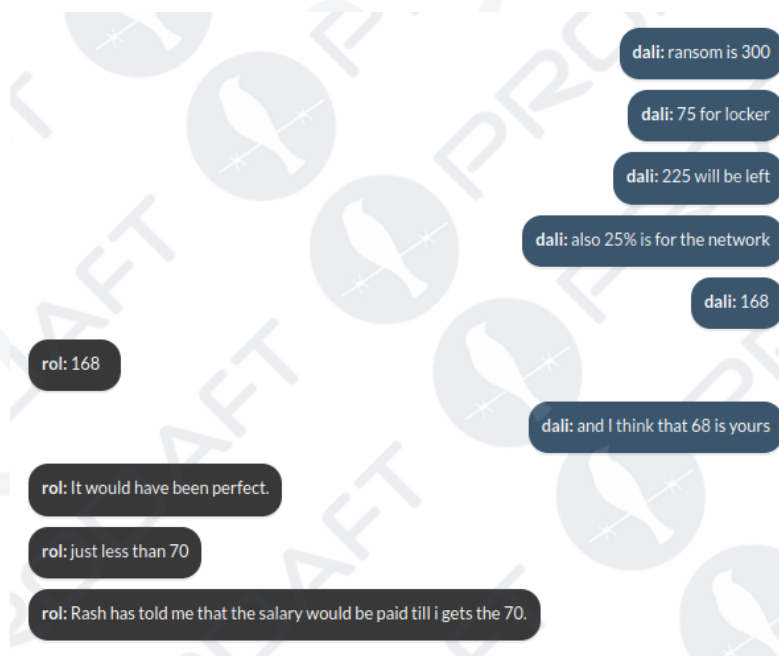 dali: ransom is 300
dali: 75 for locker
dali: 225 will be left
dali: also 25% is for the network
dali: 168
rol: 168
dali: and I think that 68 is yours
rol: It would have been perfect.
rol: just less than 70
rol: Rash has told me that the salary would be paid till i gets the 70.